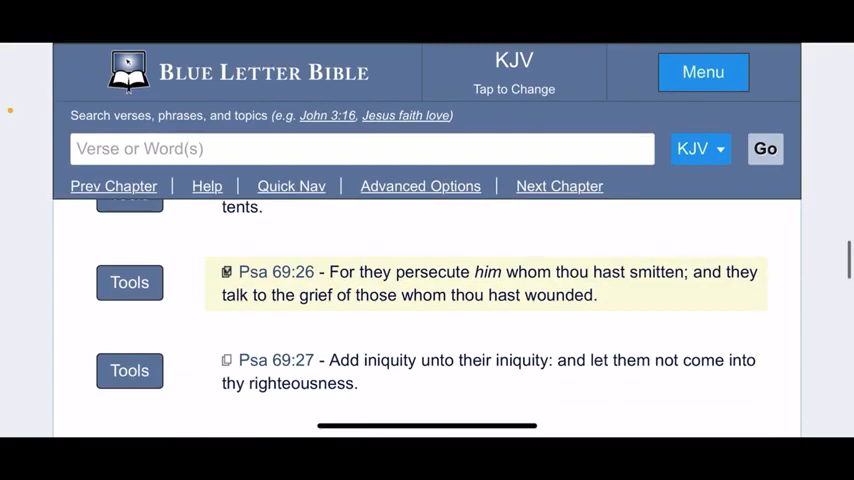 BLUE LETTER BIBLE
KJV
Tap to Change
Menu
Search verses, phrases, and topics (e.g. John 3:16, Jesus faith love)
Verse or Word(s)
KJV
Go
Prev Chapter | Help | Quick Nav | Advanced Options | Next Chapter
tents.
Tools
Psa 69:26 - For they persecute him whom thou hast smitten; and they
talk to the grief of those whom thou hast wounded.
Tools
Psa 69:27 - Add iniquity unto their iniquity: and let them not come into
thy righteousness.